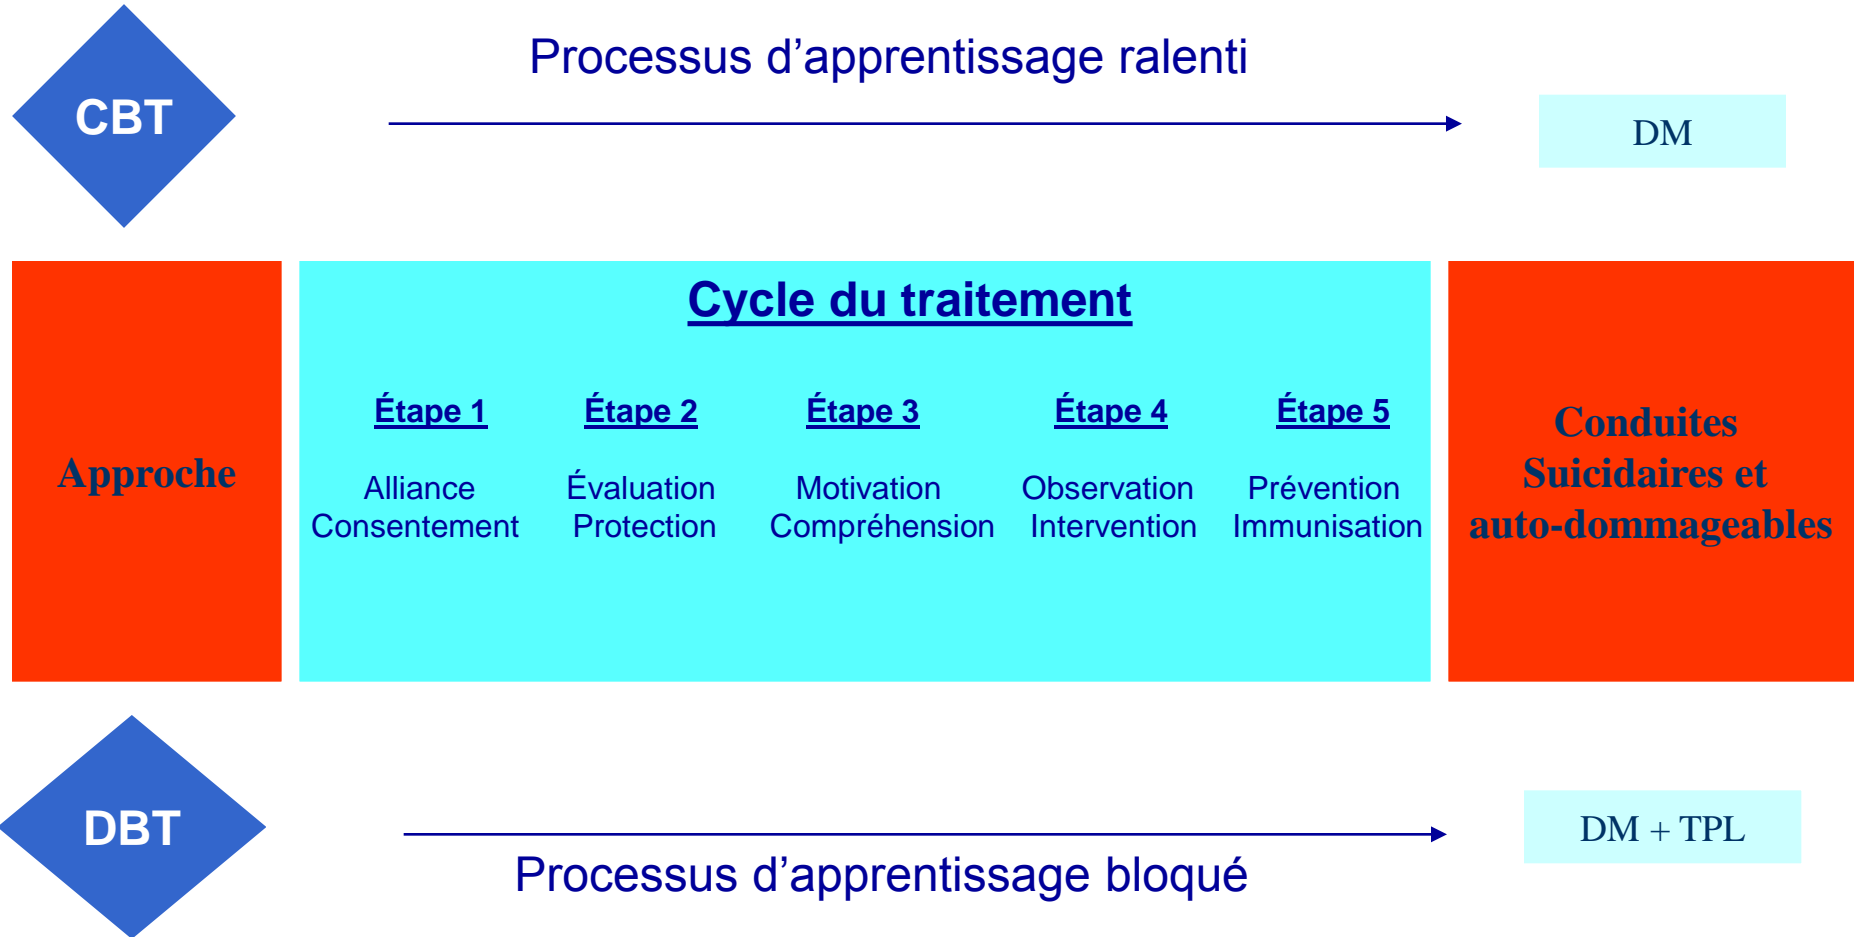 CBT
Processus d’apprentissage ralenti
DM
Approche
Cycle du traitement
Étape 1
Alliance
Consentement
Étape 2
Évaluation
Protection
Étape 3
Motivation
Compréhension
Étape 4
Observation
Intervention
Étape 5
Prévention
Immunisation
Conduites
Suicidaires et
auto-dommageables
DBT
Processus d’apprentissage bloqué
DM + TPL